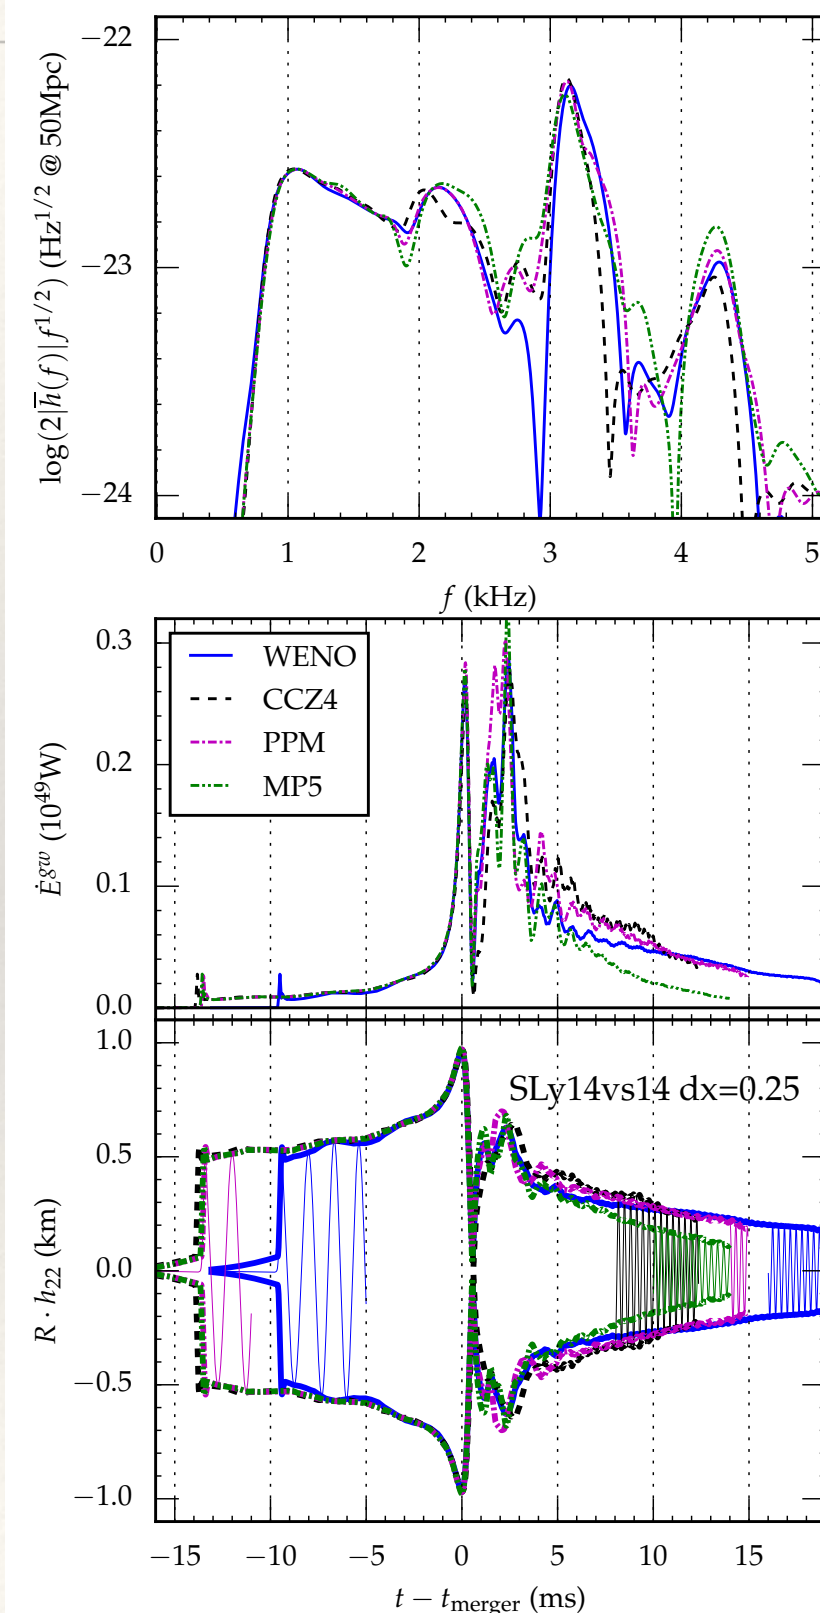 log(2|h̅(f)|f^{1/2}) (Hz^{1/2} @ 50Mpc)
−22
−23
−24
0 1 2 3 4 5
f (kHz)
Ė^{gw} (10^{49}W)
0.3
0.2
0.1
0.0
WENO
CCZ4
PPM
MP5
R · h_{22} (km)
1.0
0.5
0.0
−0.5
−1.0
SLy14vs14 dx=0.25
−15 −10 −5 0 5 10 15
t − t_{merger} (ms)